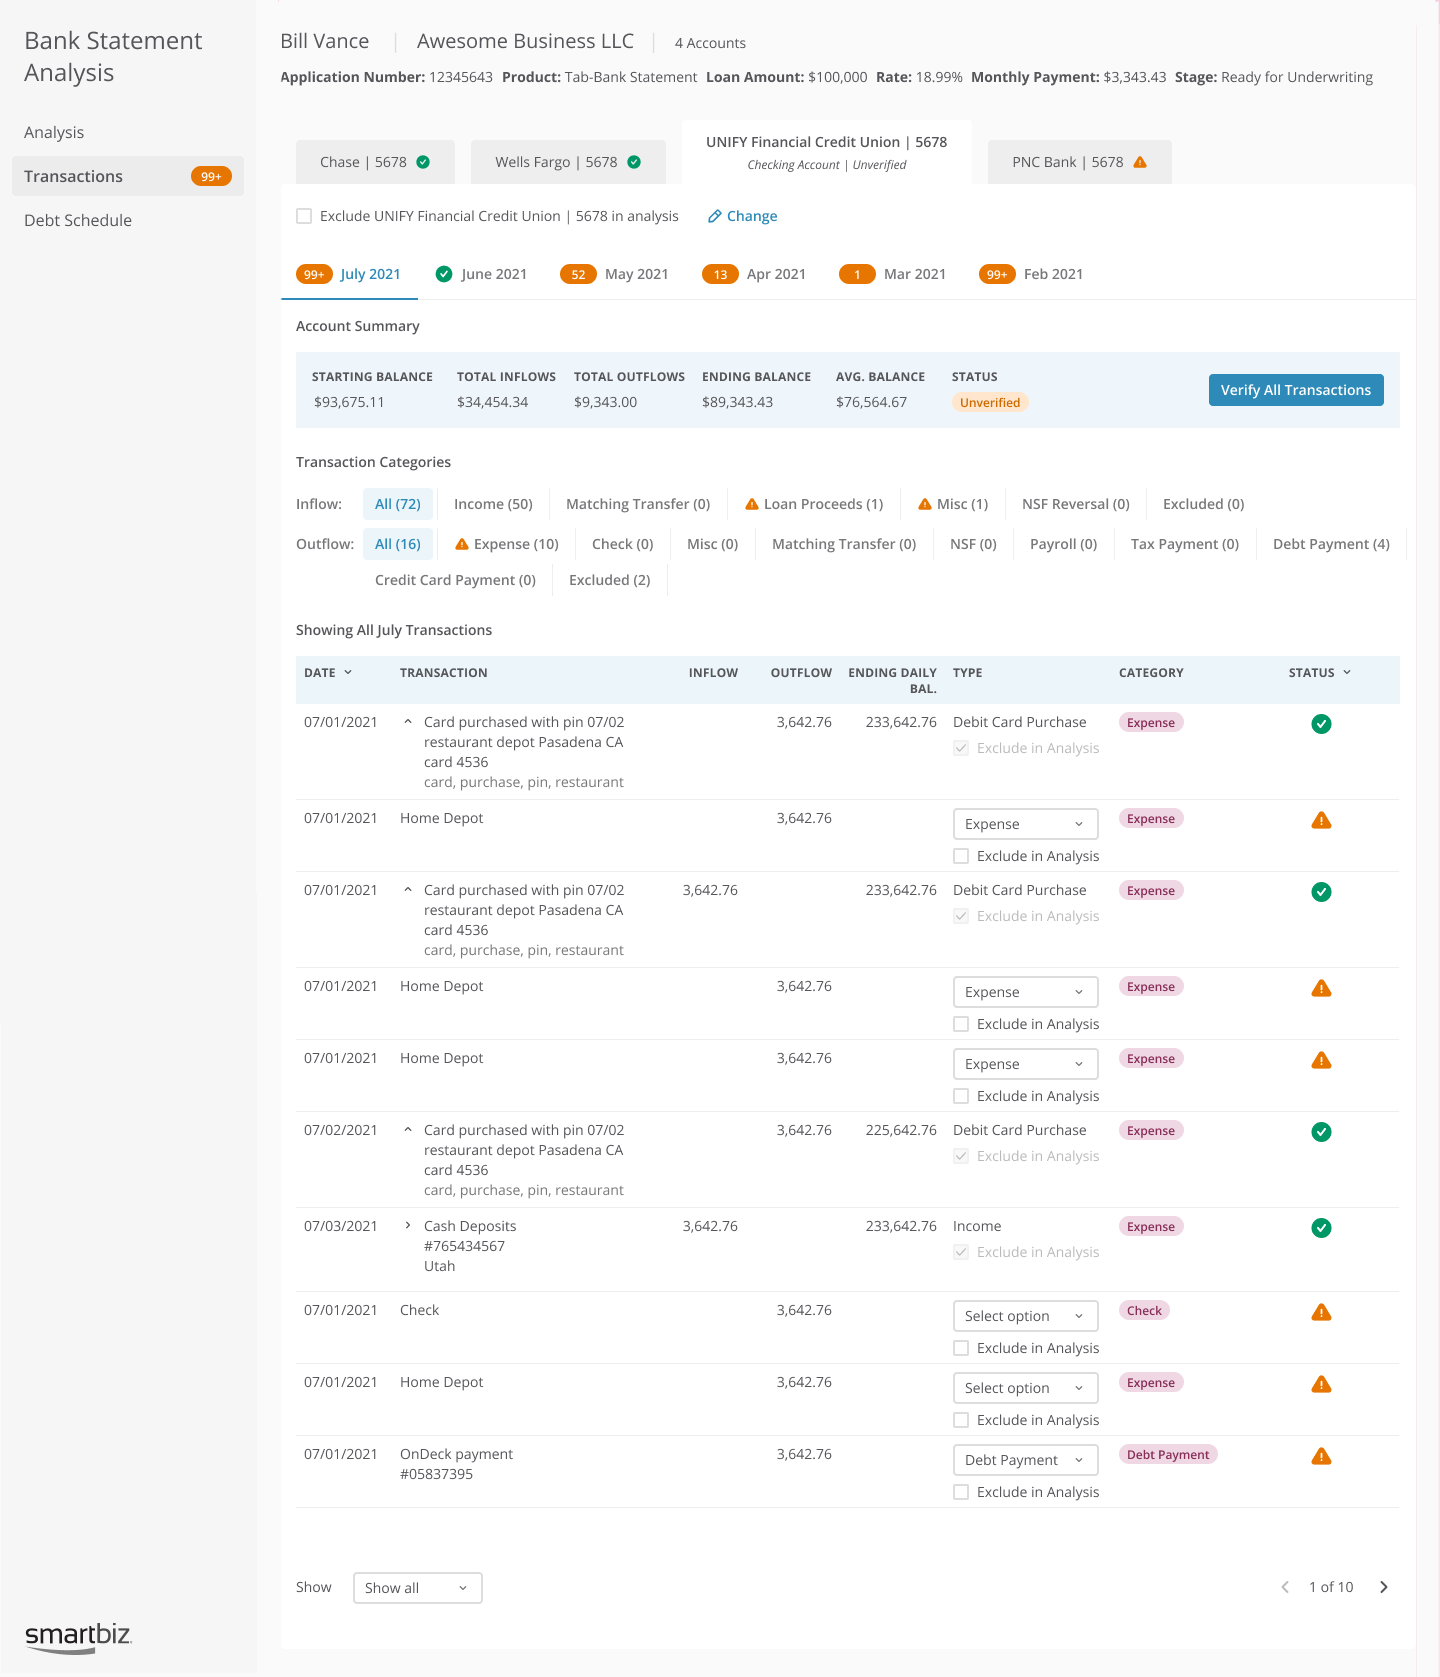 Bank Statement
Analysis
Analysis
Transactions 99+
Debt Schedule
smartbiz
Bill Vance | Awesome Business LLC | 4 Accounts
Application Number: 12345643 Product: Tab-Bank Statement Loan Amount: $100,000 Rate: 18.99% Monthly Payment: $3,343.43 Stage: Ready for Underwriting
Chase | 5678
Wells Fargo | 5678
UNIFY Financial Credit Union | 5678
Checking Account | Unverified
PNC Bank | 5678
Exclude UNIFY Financial Credit Union | 5678 in analysis Change
99+ July 2021 June 2021 52 May 2021 13 Apr 2021 1 Mar 2021 99+ Feb 2021
Account Summary
STARTING BALANCE TOTAL INFLOWS TOTAL OUTFLOWS ENDING BALANCE AVG. BALANCE STATUS
$93,675.11 $34,454.34 $9,343.00 $89,343.43 $76,564.67 Unverified
Verify All Transactions
Transaction Categories
Inflow: All (72) Income (50) Matching Transfer (0) Loan Proceeds (1) Misc (1) NSF Reversal (0) Excluded (0)
Outflow: All (16) Expense (10) Check (0) Misc (0) Matching Transfer (0) NSF (0) Payroll (0) Tax Payment (0) Debt Payment (4)
Credit Card Payment (0) Excluded (2)
Showing All July Transactions
DATE TRANSACTION INFLOW OUTFLOW ENDING DAILY TYPE CATEGORY STATUS
BAL.
07/01/2021 Card purchased with pin 07/02 3,642.76 233,642.76 Debit Card Purchase Expense
restaurant depot Pasadena CA Exclude in Analysis
card 4536
card, purchase, pin, restaurant
07/01/2021 Home Depot 3,642.76 Expense Expense
Exclude in Analysis
07/01/2021 Card purchased with pin 07/02 3,642.76 233,642.76 Debit Card Purchase Expense
restaurant depot Pasadena CA Exclude in Analysis
card 4536
card, purchase, pin, restaurant
07/01/2021 Home Depot 3,642.76 Expense Expense
Exclude in Analysis
07/01/2021 Home Depot 3,642.76 Expense Expense
Exclude in Analysis
07/02/2021 Card purchased with pin 07/02 3,642.76 225,642.76 Debit Card Purchase Expense
restaurant depot Pasadena CA Exclude in Analysis
card 4536
card, purchase, pin, restaurant
07/03/2021 Cash Deposits 3,642.76 233,642.76 Income Expense
#765434567 Exclude in Analysis
Utah
07/01/2021 Check 3,642.76 Select option Check
Exclude in Analysis
07/01/2021 Home Depot 3,642.76 Select option Expense
Exclude in Analysis
07/01/2021 OnDeck payment 3,642.76 Debt Payment Debt Payment
#05837395
Exclude in Analysis
Show Show all 1 of 10